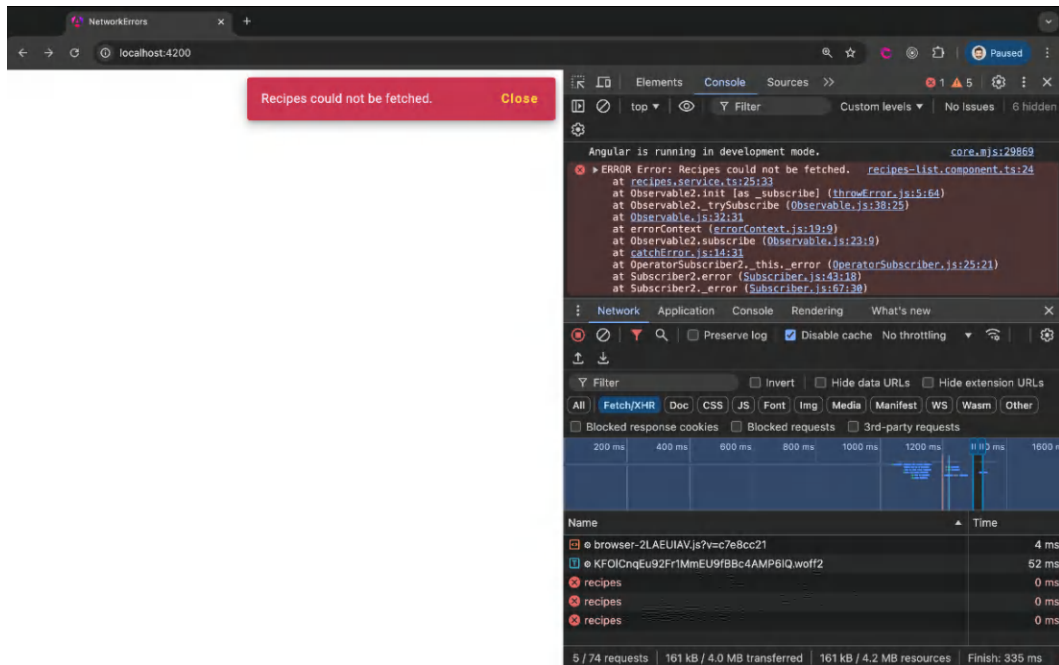 NetworkErrors
localhost:4200
Paused
Recipes could not be fetched. Close
Elements Console Sources
1 5
top Filter Custom levels No Issues 6 hidden
Angular is running in development mode. core.mjs:29869
ERROR Error: Recipes could not be fetched. recipes-list.component.ts:24
at recipes.service.ts:25:33
at Observable2.init [as _subscribe] (throwError.js:5:64)
at Observable2._trySubscribe (Observable.js:38:25)
at Observable.js:32:31
at errorContext (errorContext.js:19:9)
at Observable2.subscribe (Observable.js:23:9)
at catchError.js:14:31
at OperatorSubscriber2._this._error (OperatorSubscriber.js:25:21)
at Subscriber2.error (Subscriber.js:43:18)
at Subscriber2._error (Subscriber.js:67:30)
Network Application Console Rendering What's new
Preserve log Disable cache No throttling
Filter Invert Hide data URLs Hide extension URLs
All Fetch/XHR Doc CSS JS Font Img Media Manifest WS Wasm Other
Blocked response cookies Blocked requests 3rd-party requests
200 ms 400 ms 600 ms 800 ms 1000 ms 1200 ms 1600
Name Time
browser-2LAEUIAV.js?v=c7e8cc21 4 ms
KFOlCnqEu92Fr1MmEU9fBBc4AMP6lQ.woff2 52 ms
recipes 0 ms
recipes 0 ms
recipes 0 ms
5 / 74 requests 161 kB / 4.0 MB transferred 161 kB / 4.2 MB resources Finish: 335 ms